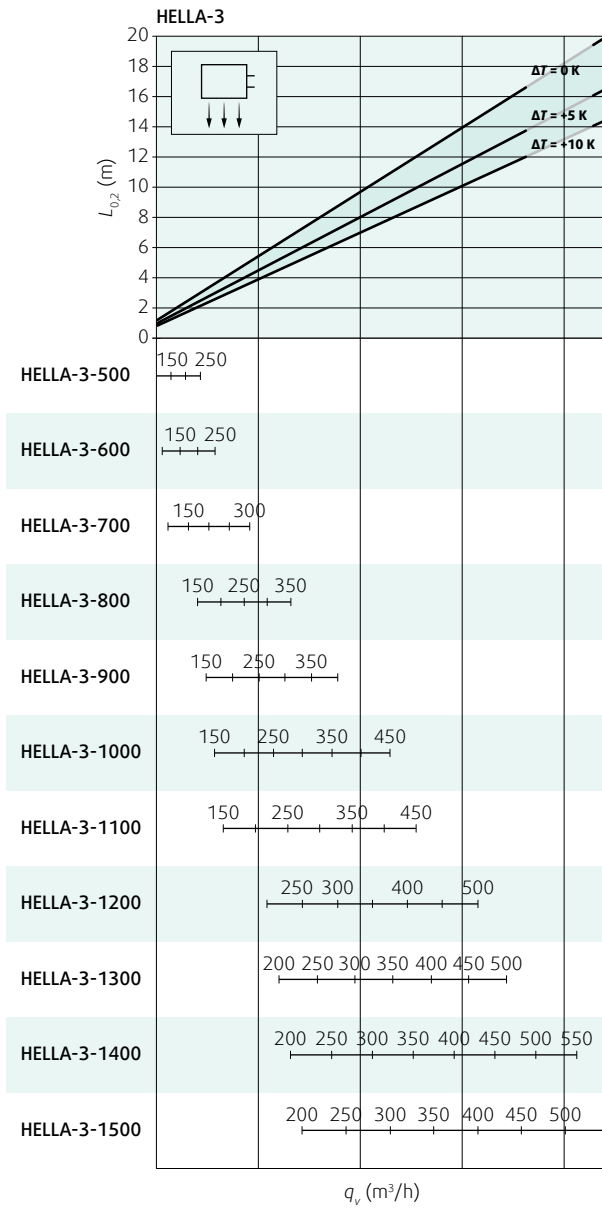 HELLA-3
20
18
16
14
12
10
8
6
4
2
0
L0,2 (m)
ΔT = 0 K
ΔT = +5 K
ΔT = +10 K
HELLA-3-500 150 250
HELLA-3-600 150 250
HELLA-3-700 150 300
HELLA-3-800 150 250 350
HELLA-3-900 150 250 350
HELLA-3-1000 150 250 350 450
HELLA-3-1100 150 250 350 450
HELLA-3-1200 250 300 400 500
HELLA-3-1300 200 250 300 350 400 450 500
HELLA-3-1400 200 250 300 350 400 450 500 550
HELLA-3-1500 200 250 300 350 400 450 500
qv (m³/h)